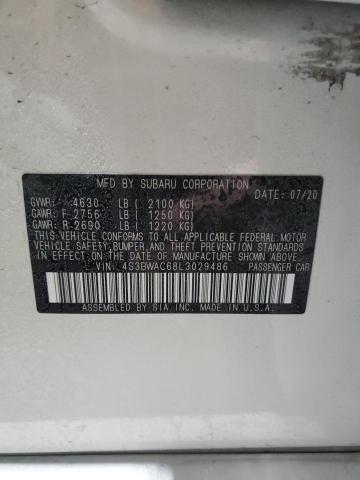 MFD BY SUBARU CORPORATION
DATE: 07/20
GVWR: 4630 LB ( 2100 KG)
GAWR: F-2756 LB ( 1250 KG)
GAWR: R-2690 LB ( 1220 KG)
THIS VEHICLE CONFORMS TO ALL APPLICABLE FEDERAL MOTOR
VEHICLE SAFETY, BUMPER, AND THEFT PREVENTION STANDARDS
IN EFFECT ON THE DATE OF MANUFACTURE SHOWN ABOVE
VIN: 4S3BWAC68L3029486 PASSENGER CAR
ASSEMBLED BY SIA INC. MADE IN U.S.A.